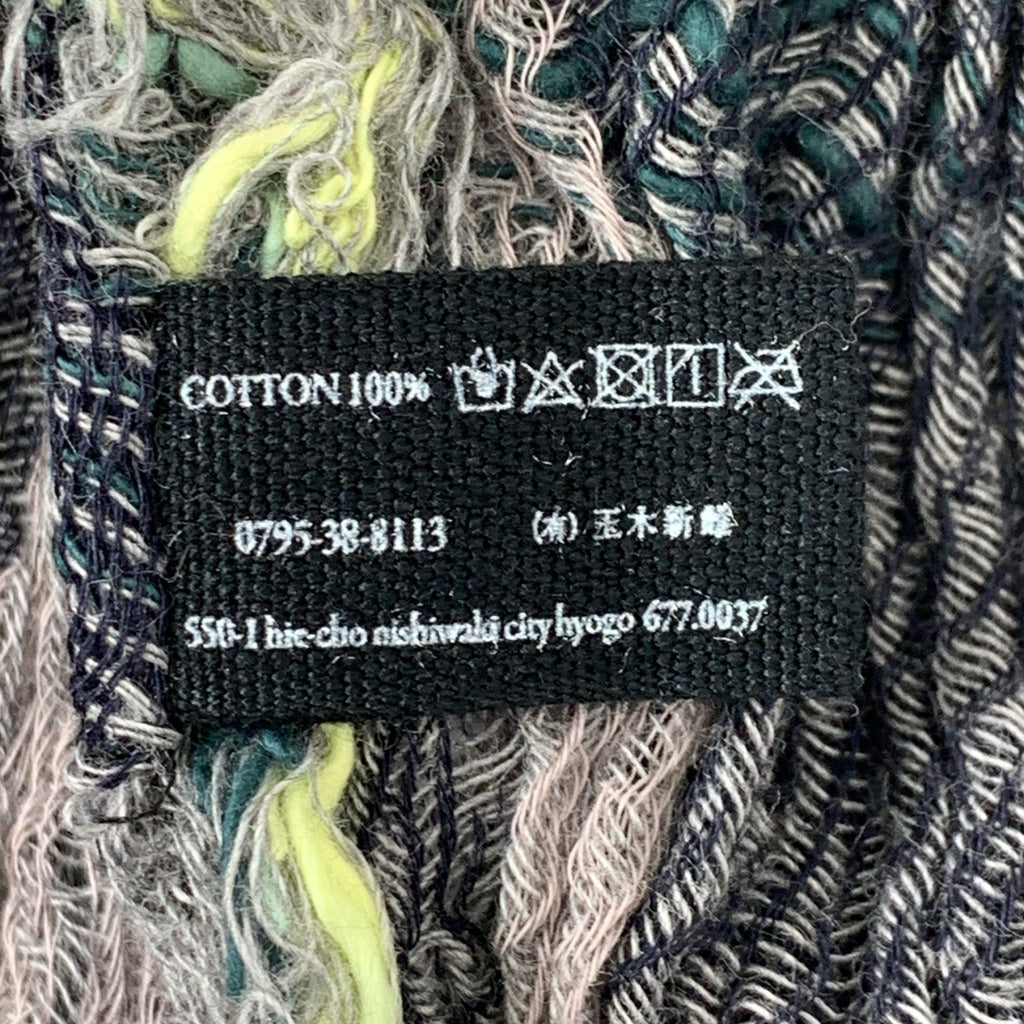 COTTON 100%
0795-38-8113
(有) 玉木新雌
550-1 hie-cho nishiwaki city hyogo 677.0037